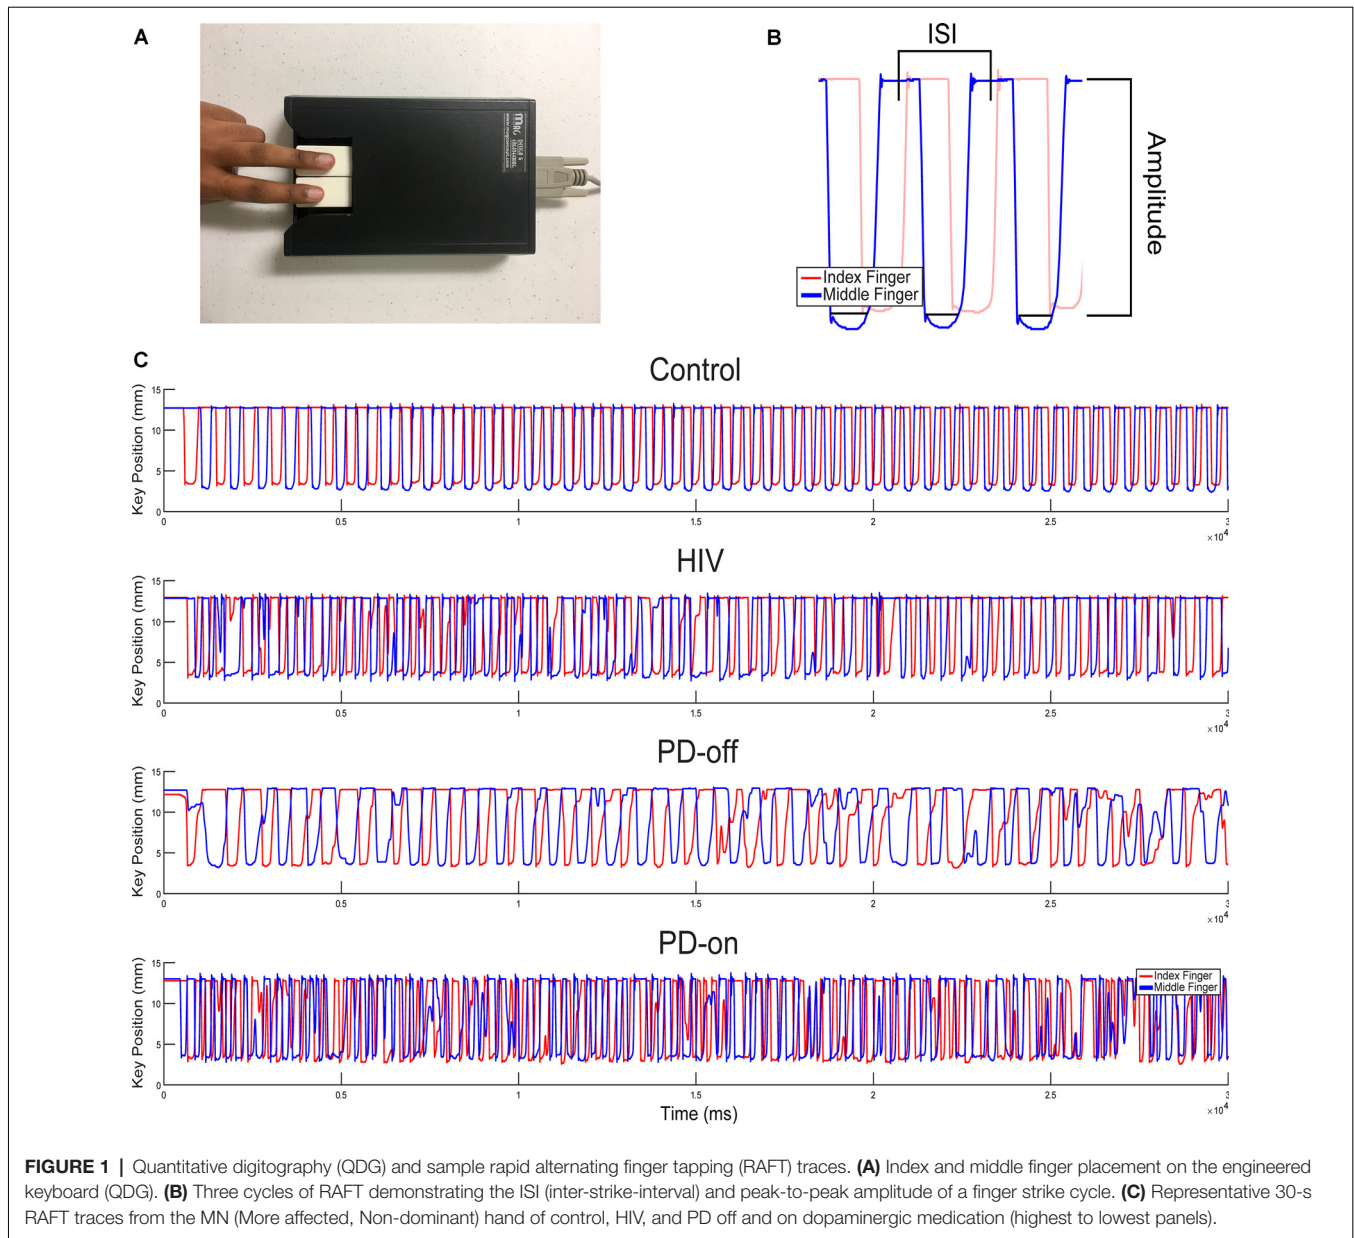 A
MAG DESIGN &
www.magconcept.com
B
ISI
Amplitude
Index Finger
Middle Finger
C
Control
Key Position (mm)
15
10
5
0
0 0.5 1 1.5 2 2.5 3
×10⁴
HIV
Key Position (mm)
15
10
5
0
0 0.5 1 1.5 2 2.5 3
×10⁴
PD-off
Key Position (mm)
15
10
5
0
0 0.5 1 1.5 2 2.5 3
×10⁴
PD-on
Key Position (mm)
15
10
5
0
Index Finger
Middle Finger
0 0.5 1 1.5 2 2.5 3
×10⁴
Time (ms)
FIGURE 1 | Quantitative digitography (QDG) and sample rapid alternating finger tapping (RAFT) traces. (A) Index and middle finger placement on the engineered
keyboard (QDG). (B) Three cycles of RAFT demonstrating the ISI (inter-strike-interval) and peak-to-peak amplitude of a finger strike cycle. (C) Representative 30-s
RAFT traces from the MN (More affected, Non-dominant) hand of control, HIV, and PD off and on dopaminergic medication (highest to lowest panels).